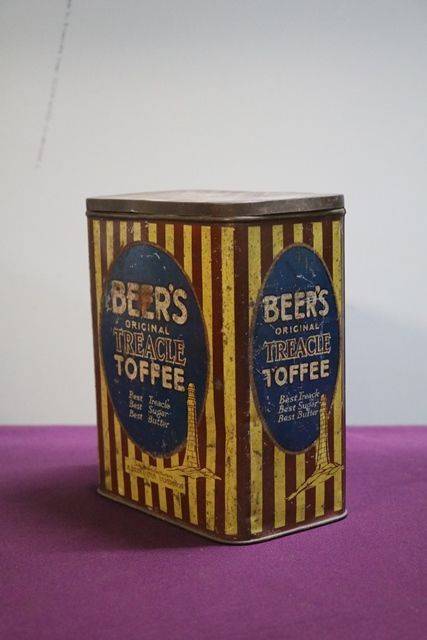 BEER'S
ORIGINAL
TREACLE
TOFFEE
Best Treacle
Best Sugar
Best Butter
BEER'S
ORIGINAL
TREACLE
TOFFEE
Best Treacle
Best Sugar
Best Butter